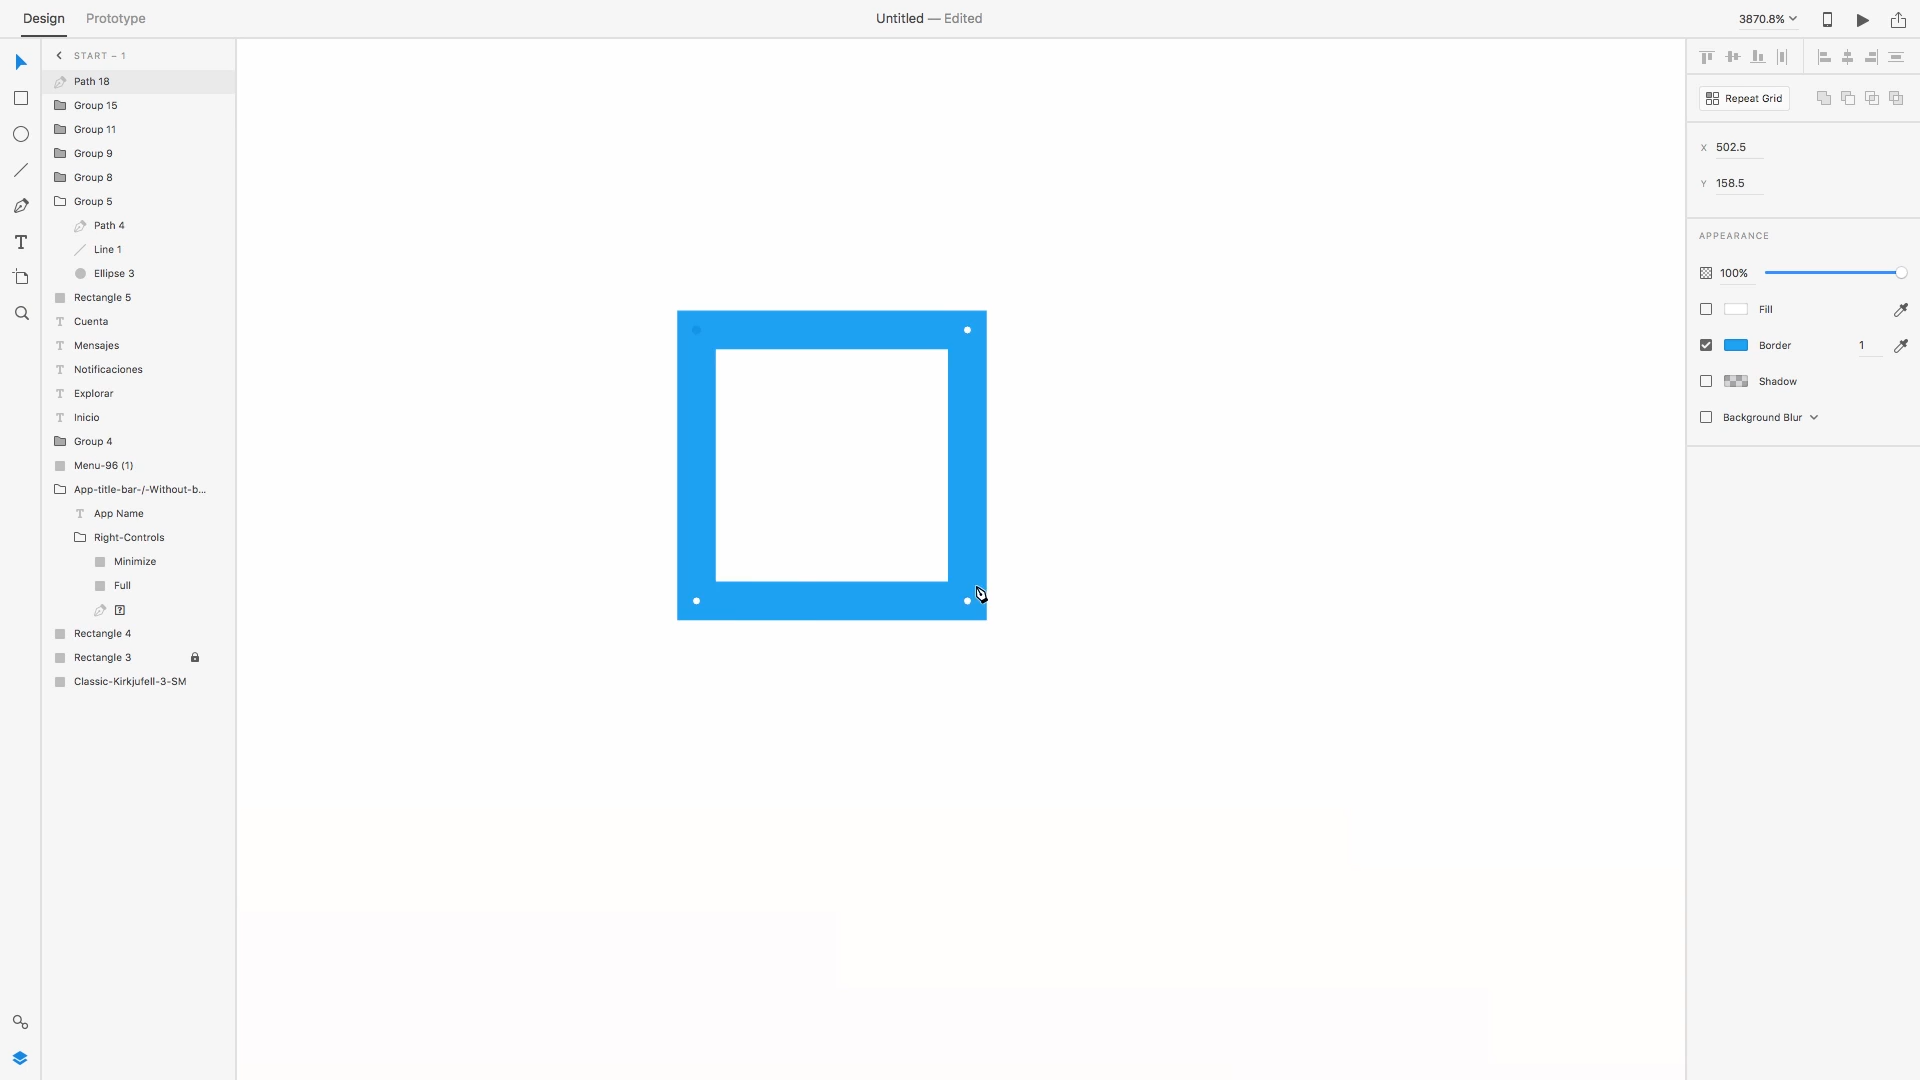 Design
Prototype
Untitled — Edited
3870.8%
START – 1
Path 18
Group 15
Group 11
Group 9
Group 8
Group 5
Path 4
Line 1
Ellipse 3
Rectangle 5
Cuenta
Mensajes
Notificaciones
Explorar
Inicio
Group 4
Menu-96 (1)
App-title-bar-/-Without-b...
App Name
Right-Controls
Minimize
Full
Rectangle 4
Rectangle 3
Classic-Kirkjufell-3-SM
Repeat Grid
X 502.5
Y 158.5
APPEARANCE
100%
Fill
Border 1
Shadow
Background Blur